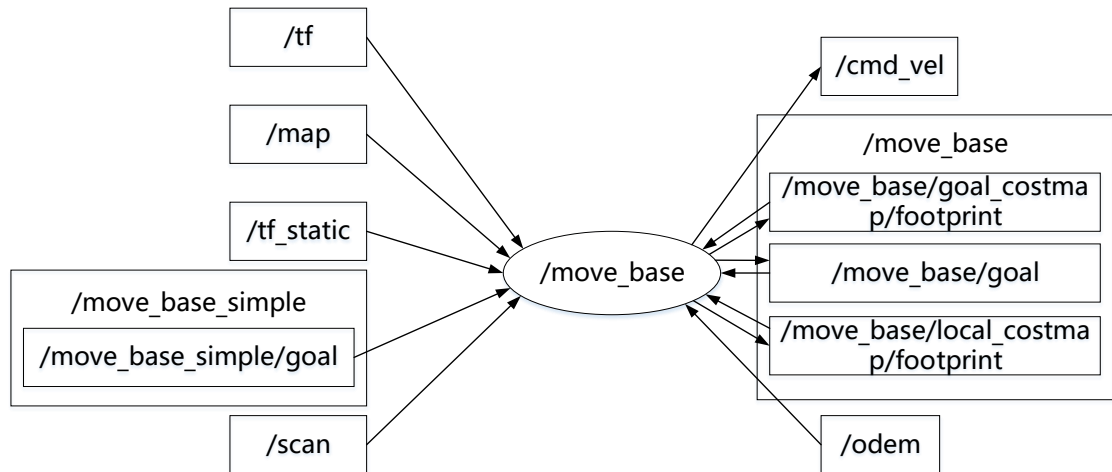 /tf
/map
/tf_static
/move_base_simple
/move_base_simple/goal
/scan
/move_base
/cmd_vel
/move_base
/move_base/goal_costma
p/footprint
/move_base/goal
/move_base/local_costma
p/footprint
/odem